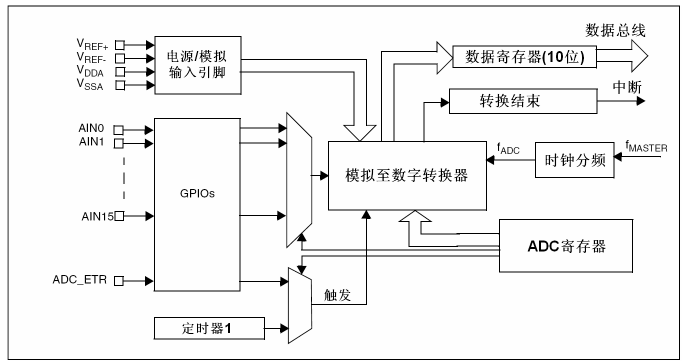 数据总线
VREF+
VREF-
VDDA
VSSA
电源/模拟
输入引脚
数据寄存器(10位)
转换结束
中断
AIN0
AIN1
AIN15
ADC_ETR
GPIOs
模拟至数字转换器
fADC
时钟分频
fMASTER
ADC寄存器
触发
定时器1